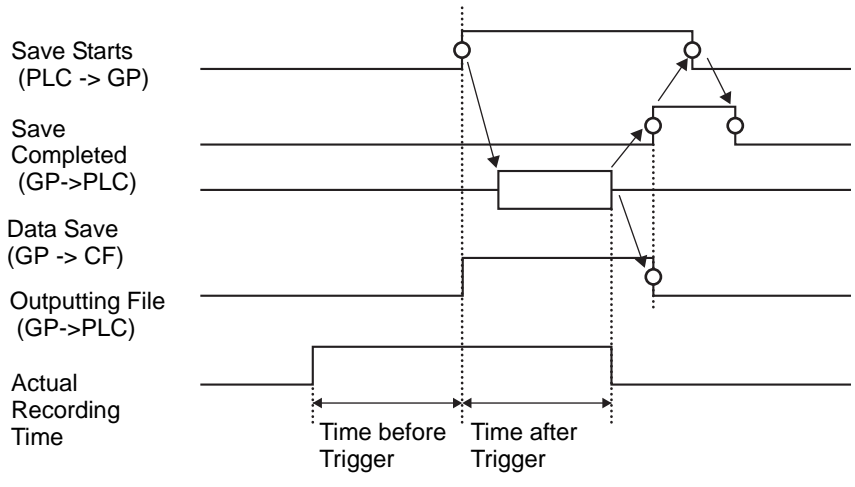 Save Starts
(PLC -> GP)
Save
Completed
(GP->PLC)
Data Save
(GP -> CF)
Outputting File
(GP->PLC)
Actual
Recording
Time
Time before
Trigger
Time after
Trigger